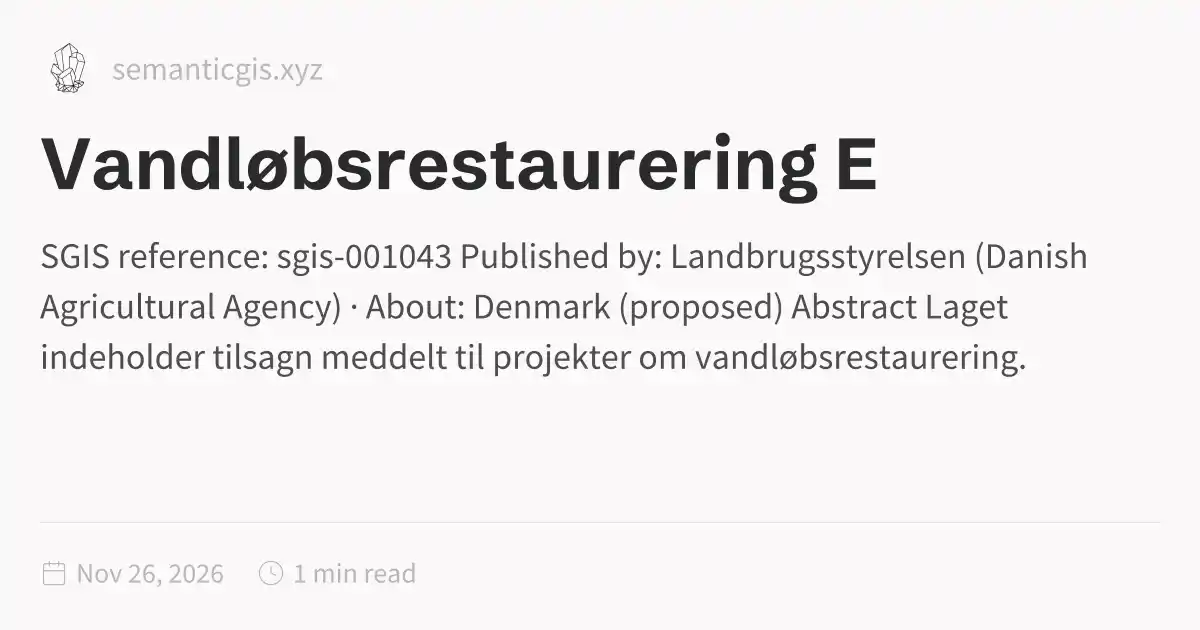 semanticgis.xyz
Vandløbsrestaurering E
SGIS reference: sgis-001043 Published by: Landbrugsstyrelsen (Danish
Agricultural Agency) · About: Denmark (proposed) Abstract Laget
indeholder tilsagn meddelt til projekter om vandløbsrestaurering.
Nov 26, 2026 1 min read